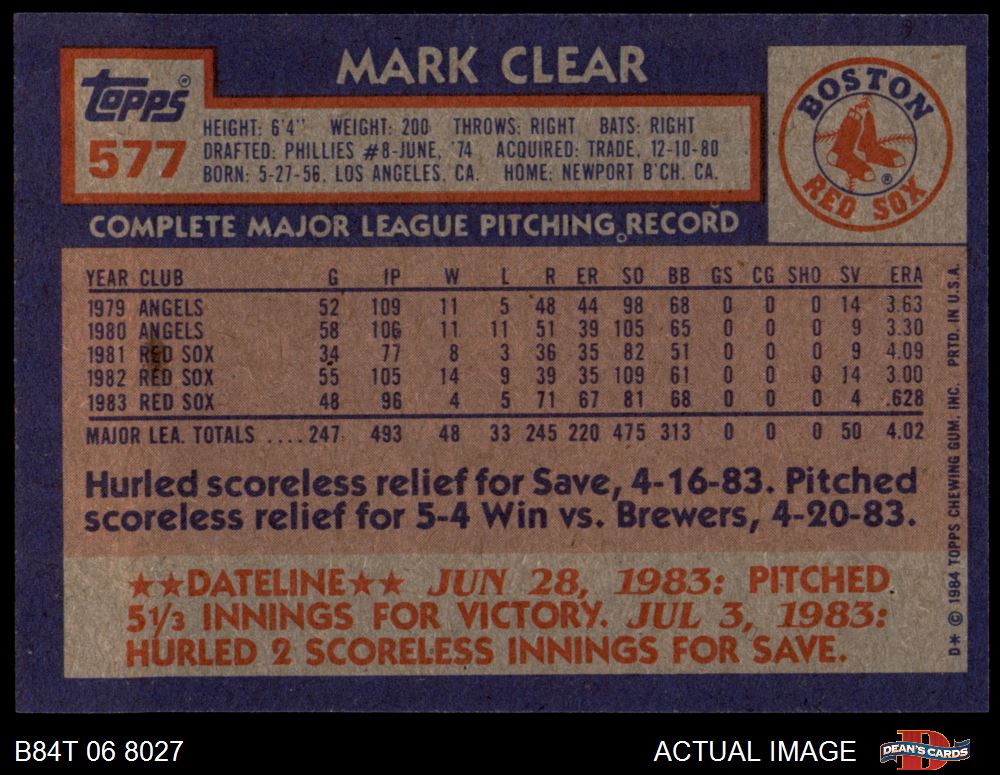 MARK CLEAR
Topps®
577
HEIGHT: 6'4" WEIGHT: 200 THROWS: RIGHT BATS: RIGHT
DRAFTED: PHILLIES #8-JUNE, '74 ACQUIRED: TRADE, 12-10-80
BORN: 5-27-56, LOS ANGELES, CA. HOME: NEWPORT B'CH, CA.
BOSTON
RED SOX
®
COMPLETE MAJOR LEAGUE PITCHING RECORD
YEAR CLUB G IP W L R ER SO BB GS CG SHO SV ERA
1979 ANGELS 52 109 11 5 48 44 98 68 0 0 0 14 3.63
1980 ANGELS 58 106 11 11 51 39 105 65 0 0 0 9 3.30
1981 RED SOX 34 77 8 3 36 35 82 51 0 0 0 9 4.09
1982 RED SOX 55 105 14 9 39 35 109 61 0 0 0 14 3.00
1983 RED SOX 48 96 4 5 71 67 81 68 0 0 0 4 .628
MAJOR LEA. TOTALS ....247 493 48 33 245 220 475 313 0 0 0 50 4.02
Hurled scoreless relief for Save, 4-16-83. Pitched
scoreless relief for 5-4 Win vs. Brewers, 4-20-83.
★★DATELINE★★ JUN 28, 1983: PITCHED
5 1/3 INNINGS FOR VICTORY. JUL 3, 1983:
HURLED 2 SCORELESS INNINGS FOR SAVE.
D* © 1984 TOPPS CHEWING GUM, INC. PRTD. IN U.S.A.
B84T 06 8027
ACTUAL IMAGE
D
DEAN'S CARDS